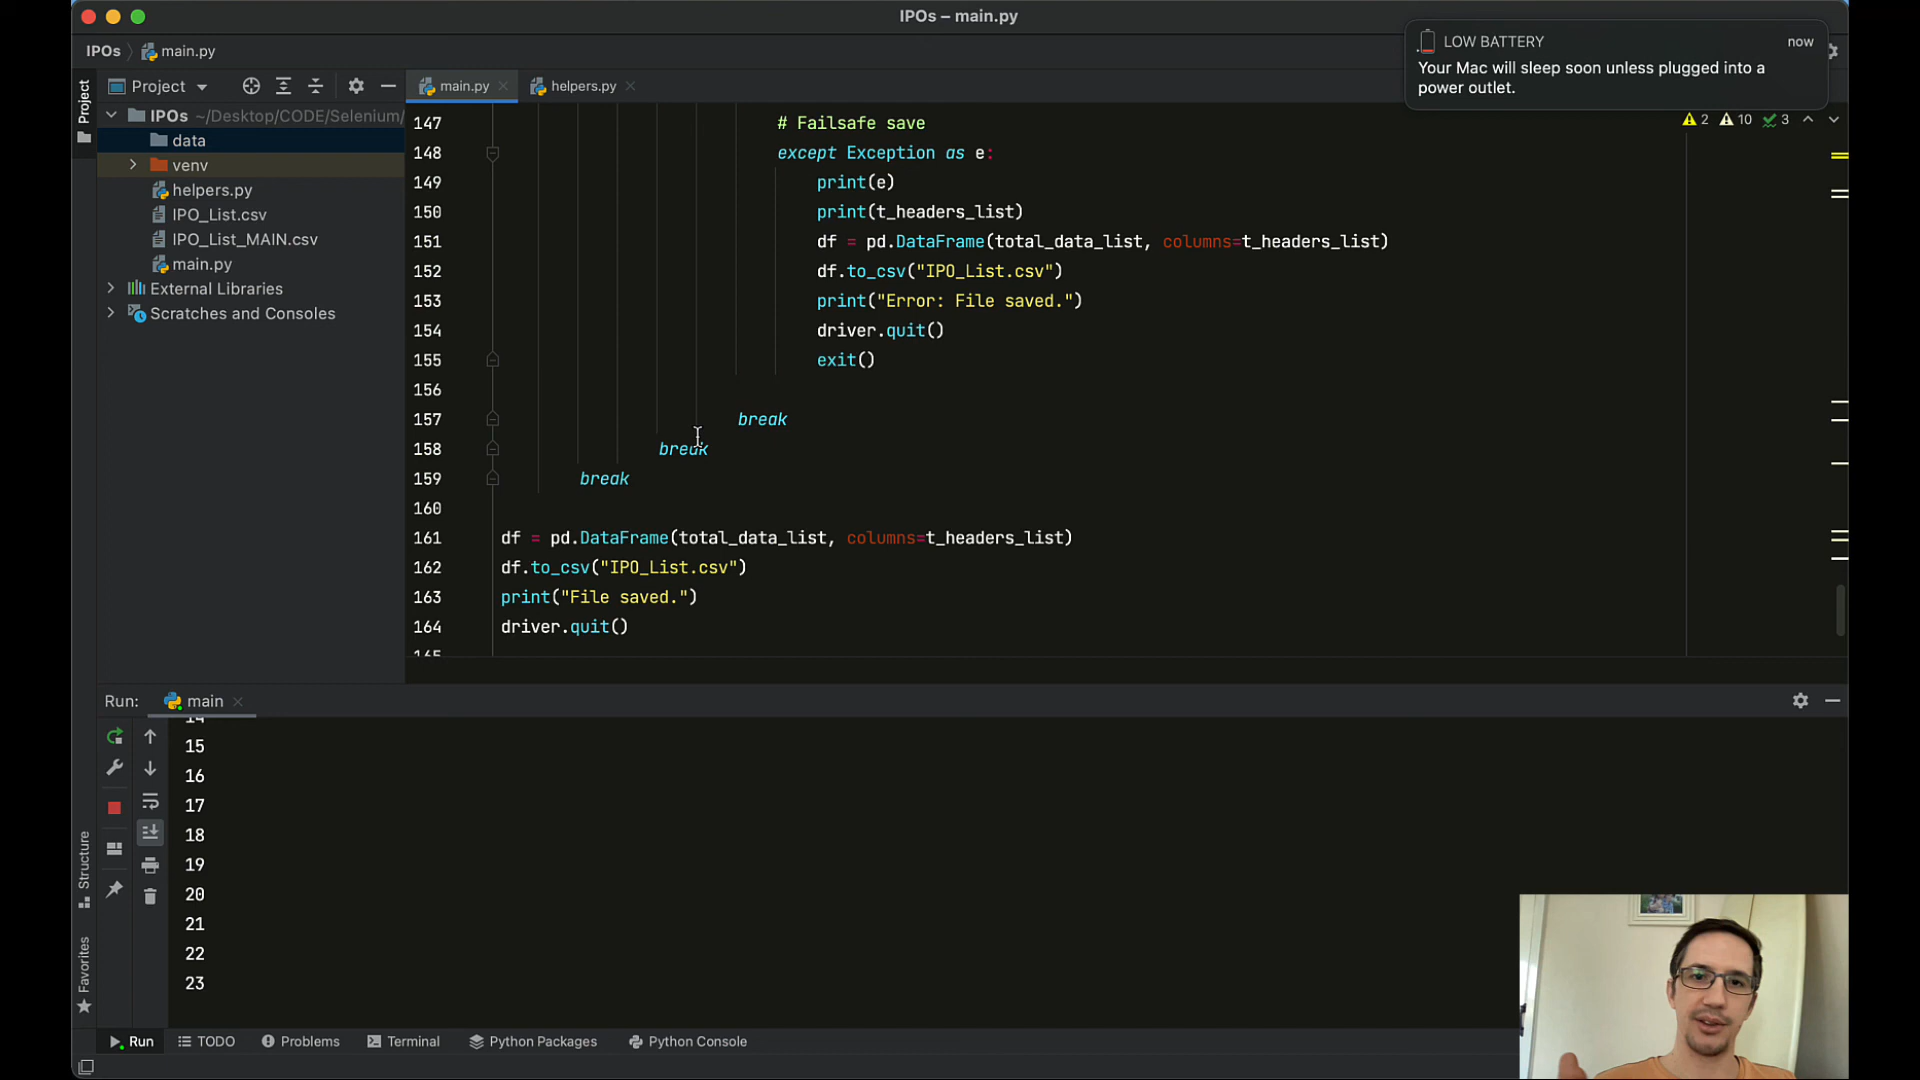 IPOs – main.py
IPOs
main.py
LOW BATTERY
now
Your Mac will sleep soon unless plugged into a
power outlet.
Project
Project
main.py
helpers.py
2
10
3
IPOs ~/Desktop/CODE/Selenium/
data
venv
helpers.py
IPO_List.csv
IPO_List_MAIN.csv
main.py
External Libraries
Scratches and Consoles
147 # Failsafe save
148 except Exception as e:
149 print(e)
150 print(t_headers_list)
151 df = pd.DataFrame(total_data_list, columns=t_headers_list)
152 df.to_csv("IPO_List.csv")
153 print("Error: File saved.")
154 driver.quit()
155 exit()
156
157 break
158 break
159 break
160
161 df = pd.DataFrame(total_data_list, columns=t_headers_list)
162 df.to_csv("IPO_List.csv")
163 print("File saved.")
164 driver.quit()
165
Run:
main
14
15
16
17
18
19
20
21
22
23
Structure
Favorites
Run
TODO
Problems
Terminal
Python Packages
Python Console